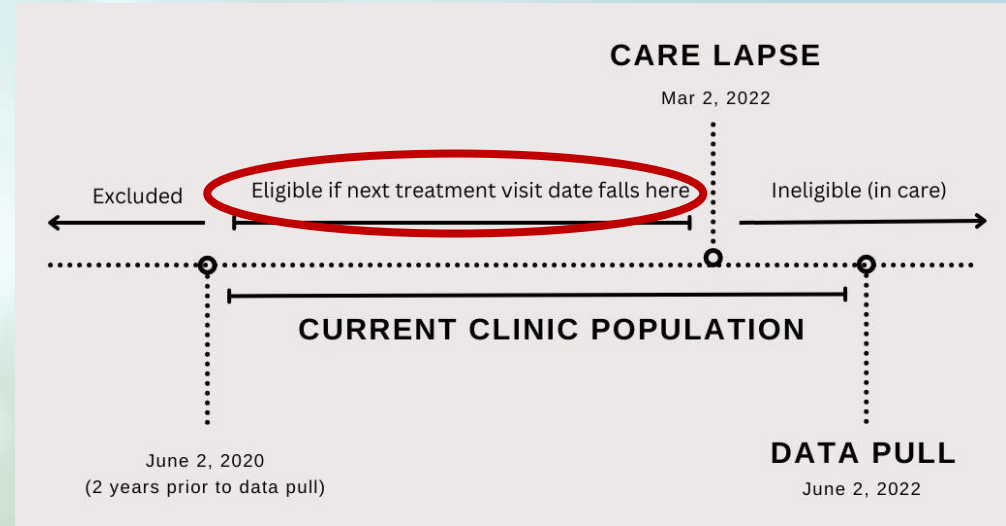 CARE LAPSE
Mar 2, 2022
Excluded
Eligible if next treatment visit date falls here
Ineligible (in care)
CURRENT CLINIC POPULATION
June 2, 2020
(2 years prior to data pull)
DATA PULL
June 2, 2022